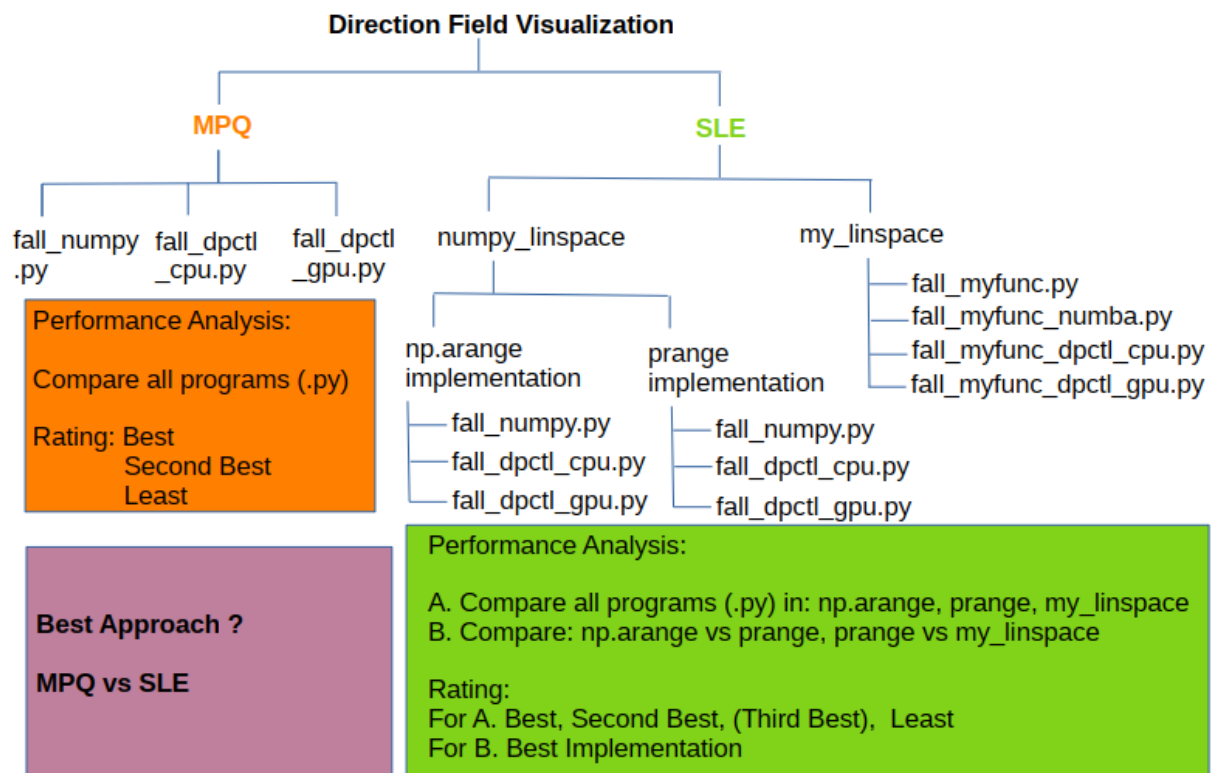 Direction Field Visualization
MPQ
SLE
fall_numpy
.py
fall_dpctl
_cpu.py
fall_dpctl
_gpu.py
numpy_linspace
my_linspace
fall_myfunc.py
fall_myfunc_numba.py
fall_myfunc_dpctl_cpu.py
fall_myfunc_dpctl_gpu.py
np.arange
implementation
fall_numpy.py
fall_dpctl_cpu.py
fall_dpctl_gpu.py
prange
implementation
fall_numpy.py
fall_dpctl_cpu.py
fall_dpctl_gpu.py
Performance Analysis:
Compare all programs (.py)
Rating: Best
Second Best
Least
Best Approach ?
MPQ vs SLE
Performance Analysis:
A. Compare all programs (.py) in: np.arange, prange, my_linspace
B. Compare: np.arange vs prange, prange vs my_linspace
Rating:
For A. Best, Second Best, (Third Best), Least
For B. Best Implementation